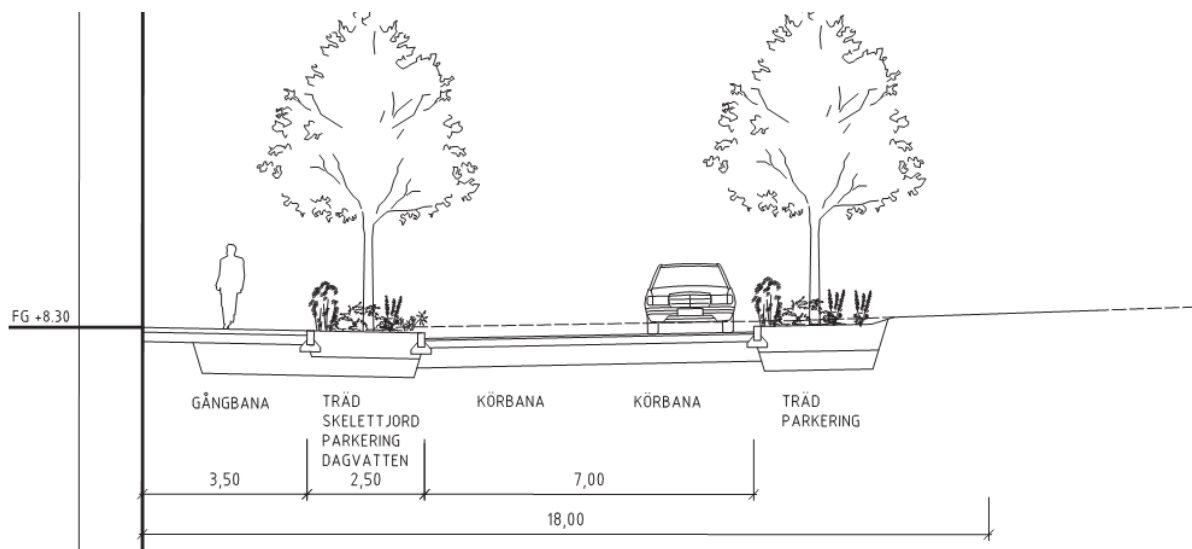 FG +8.30
GÅNGBANA
TRÄD
SKELETTJORD
PARKERING
DAGVATTEN
KÖRBANA
KÖRBANA
TRÄD
PARKERING
3,50
2,50
7,00
18,00